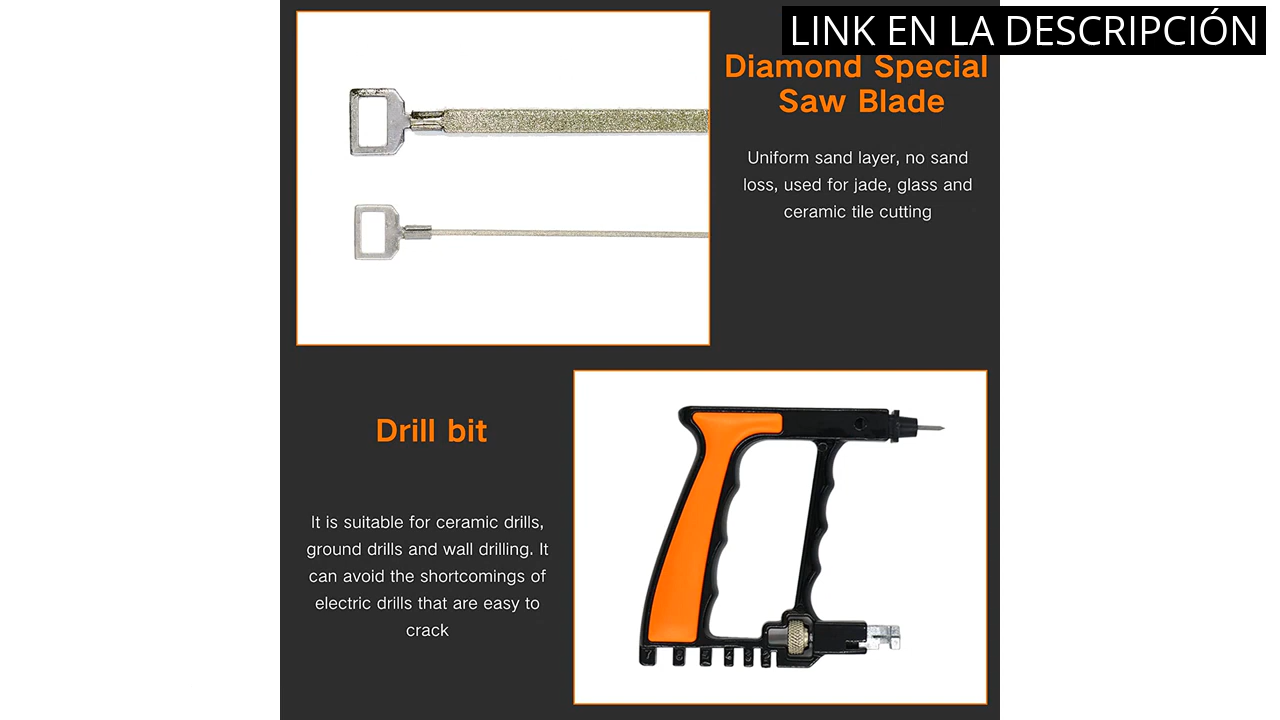 LINK EN LA DESCRIPCIÓN
Diamond Special
Saw Blade
Uniform sand layer, no sand
loss, used for jade, glass and
ceramic tile cutting
Drill bit
It is suitable for ceramic drills,
ground drills and wall drilling. It
can avoid the shortcomings of
electric drills that are easy to
crack